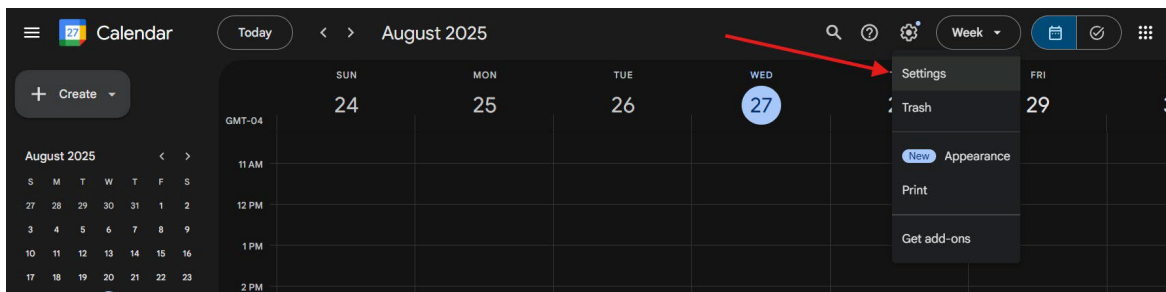 27 Calendar Today < > August 2025 Week
Create
SUN MON TUE WED FRI
24 25 26 27 29
GMT-04
Settings
Trash
New Appearance
Print
Get add-ons
11 AM
12 PM
1 PM
2 PM
August 2025 < >
S M T W T F S
27 28 29 30 31 1 2
3 4 5 6 7 8 9
10 11 12 13 14 15 16
17 18 19 20 21 22 23